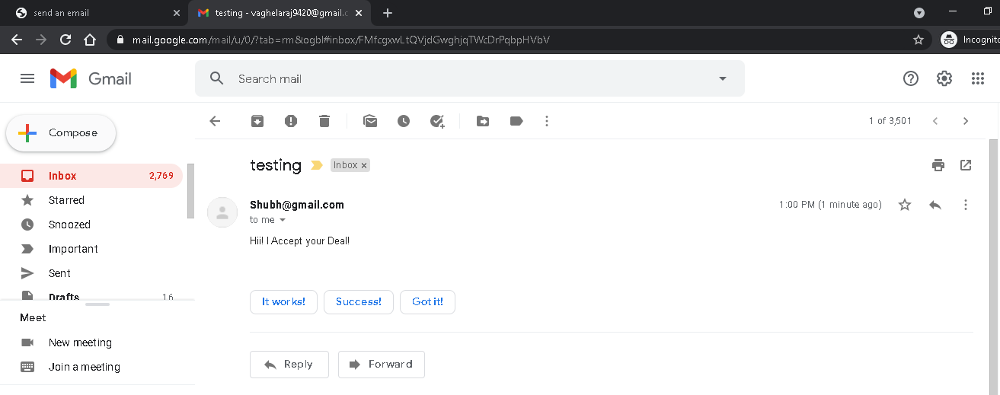 send an email
testing - vaghelaraj9420@gmail.c
mail.google.com/mail/u/0/?tab=rm&ogbl#inbox/FMfcgxwLtQVjdGwghjqTWcDrPqbpHVbV
Incognito
Gmail
Search mail
Compose
1 of 3,501
Inbox 2,769
Starred
Snoozed
Important
Sent
Drafts 16
Meet
New meeting
Join a meeting
testing Inbox x
Shubh@gmail.com 1:00 PM (1 minute ago)
to me
Hii! I Accept your Deal!
It works! Success! Got it!
Reply Forward